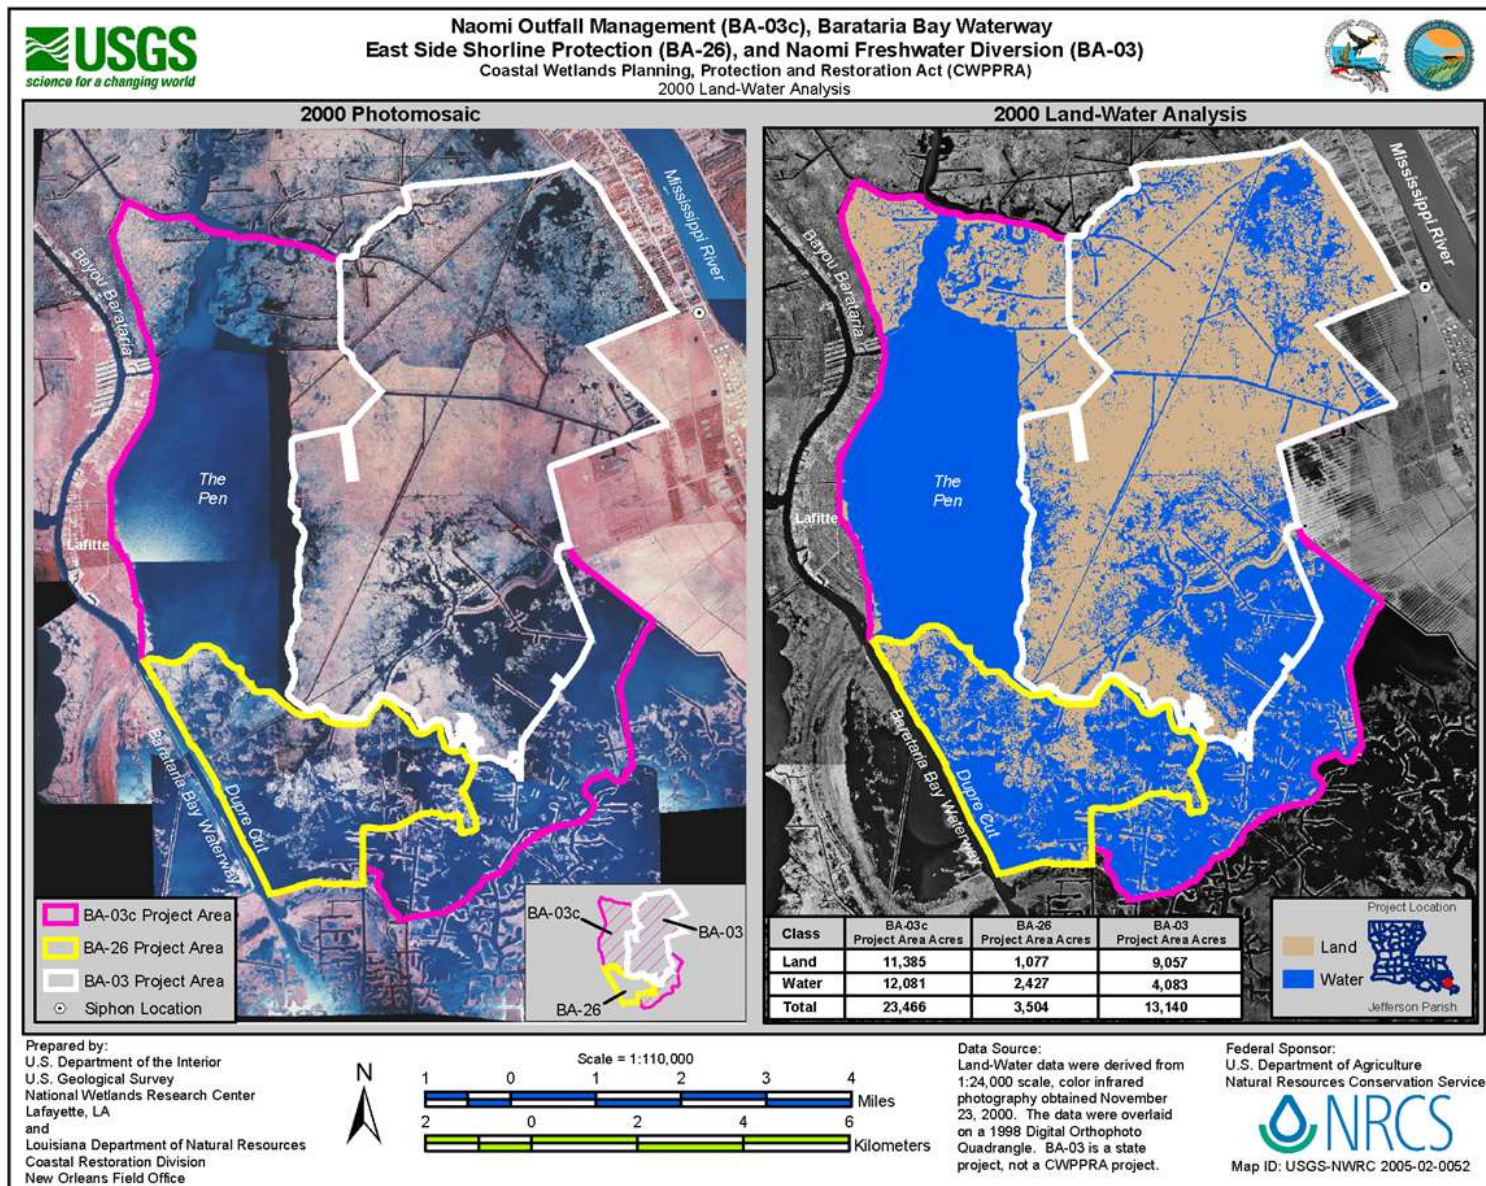 USGS
science for a changing world
Naomi Outfall Management (BA-03c), Barataria Bay Waterway
East Side Shorline Protection (BA-26), and Naomi Freshwater Diversion (BA-03)
Coastal Wetlands Planning, Protection and Restoration Act (CWPPRA)
2000 Land-Water Analysis
2000 Photomosaic
Mississippi River
Bayou Barataria
The
Pen
Lafitte
Barataria Bay Waterway
Dupre Cut
BA-03c Project Area
BA-26 Project Area
BA-03 Project Area
Siphon Location
BA-03c
BA-03
BA-26
2000 Land-Water Analysis
Mississippi River
Bayou Barataria
The
Pen
Lafitte
Barataria Bay Waterway
Dupre Cut
Class BA-03c Project Area Acres BA-26 Project Area Acres BA-03 Project Area Acres
Land 11,385 1,077 9,057
Water 12,081 2,427 4,083
Total 23,466 3,504 13,140
Land
Water
Project Location
Jefferson Parish
Prepared by:
U.S. Department of the Interior
U.S. Geological Survey
National Wetlands Research Center
Lafayette, LA
and
Louisiana Department of Natural Resources
Coastal Restoration Division
New Orleans Field Office
N
Scale = 1:110,000
1 0 1 2 3 4
Miles
2 0 2 4 6
Kilometers
Data Source:
Land-Water data were derived from
1:24,000 scale, color infrared
photography obtained November
23, 2000. The data were overlaid
on a 1998 Digital Orthophoto
Quadrangle. BA-03 is a state
project, not a CWPPRA project.
Federal Sponsor:
U.S. Department of Agriculture
Natural Resources Conservation Service
NRCS
Map ID: USGS-NWRC 2005-02-0052